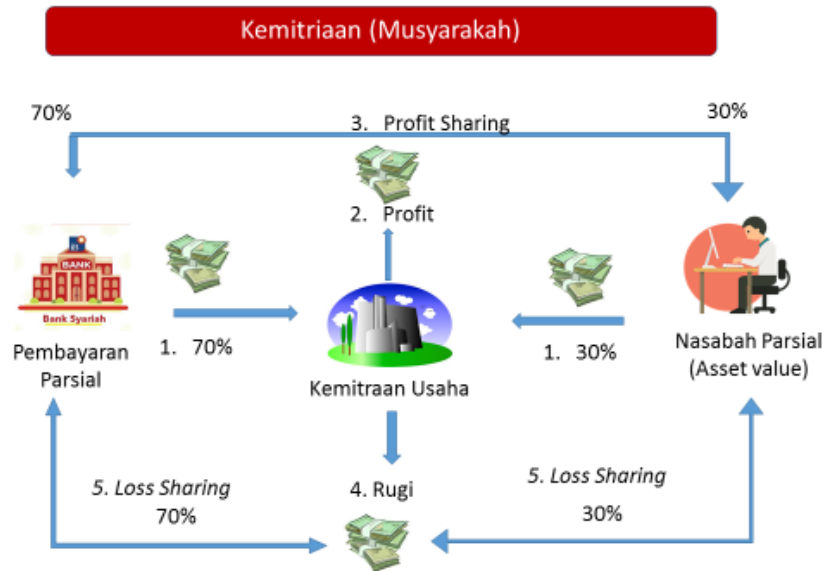 Kemitriaan (Musyarakah)
70%
30%
3. Profit Sharing
2. Profit
BANK
Bank Syariah
1. 70%
1. 30%
Pembayaran
Parsial
Kemitraan Usaha
Nasabah Parsial
(Asset value)
5. Loss Sharing
70%
4. Rugi
5. Loss Sharing
30%